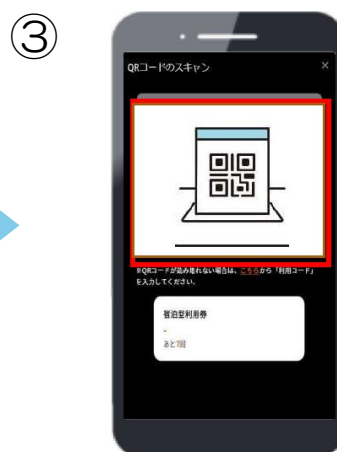 ③
QRコードのスキャン
×
※QRコードが読み取れない場合は、こちらから「利用コード」
を入力してください。
宿泊型利用券
-
あと7回